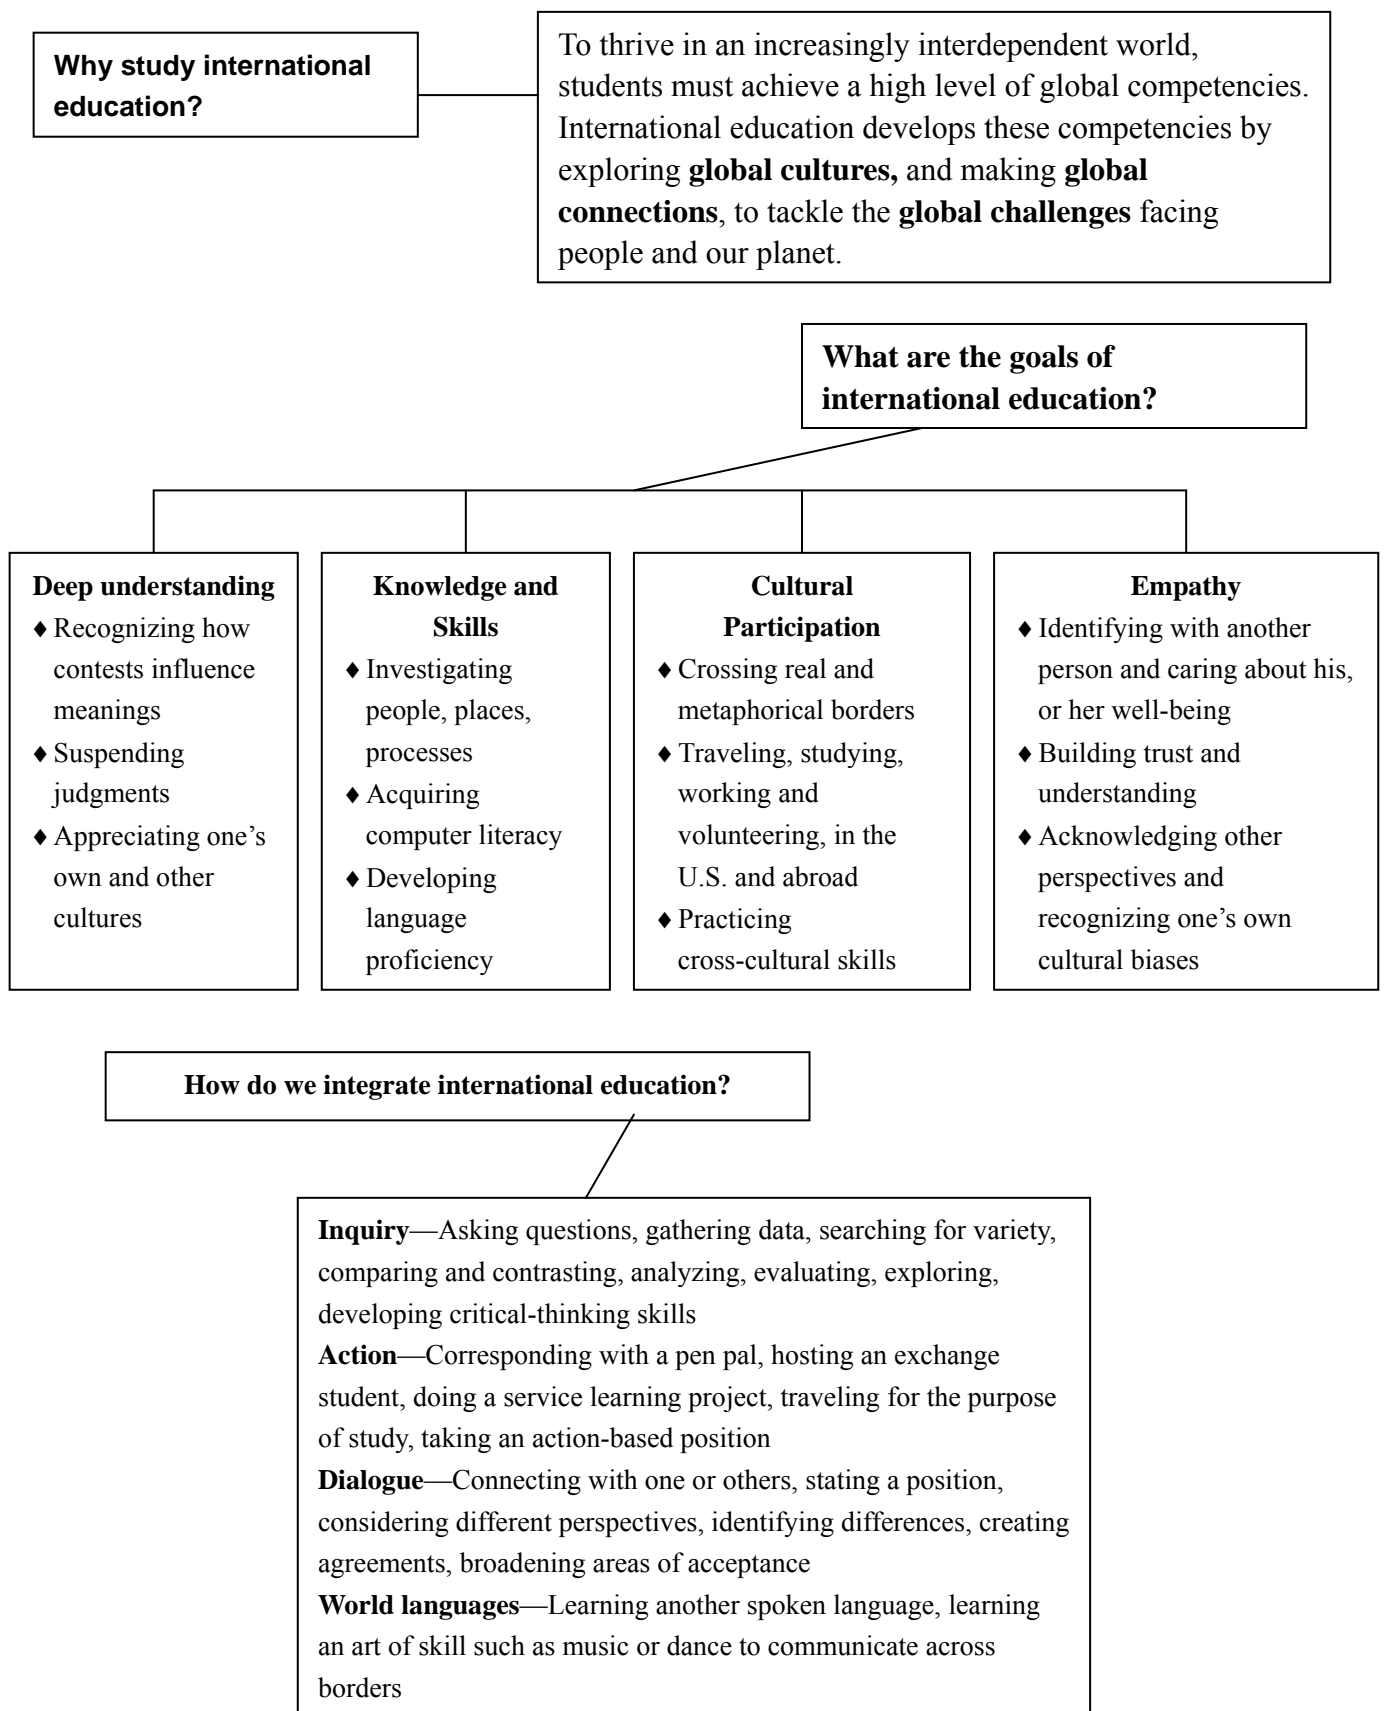 Why study international
education?
To thrive in an increasingly interdependent world,
students must achieve a high level of global competencies.
International education develops these competencies by
exploring global cultures, and making global
connections, to tackle the global challenges facing
people and our planet.
What are the goals of
international education?
Deep understanding
♦ Recognizing how
contests influence
meanings
♦ Suspending
judgments
♦ Appreciating one’s
own and other
cultures
Knowledge and
Skills
♦ Investigating
people, places,
processes
♦ Acquiring
computer literacy
♦ Developing
language
proficiency
Cultural
Participation
♦ Crossing real and
metaphorical borders
♦ Traveling, studying,
working and
volunteering, in the
U.S. and abroad
♦ Practicing
cross-cultural skills
Empathy
♦ Identifying with another
person and caring about his,
or her well-being
♦ Building trust and
understanding
♦ Acknowledging other
perspectives and
recognizing one’s own
cultural biases
How do we integrate international education?
Inquiry—Asking questions, gathering data, searching for variety,
comparing and contrasting, analyzing, evaluating, exploring,
developing critical-thinking skills
Action—Corresponding with a pen pal, hosting an exchange
student, doing a service learning project, traveling for the purpose
of study, taking an action-based position
Dialogue—Connecting with one or others, stating a position,
considering different perspectives, identifying differences, creating
agreements, broadening areas of acceptance
World languages—Learning another spoken language, learning
an art of skill such as music or dance to communicate across
borders